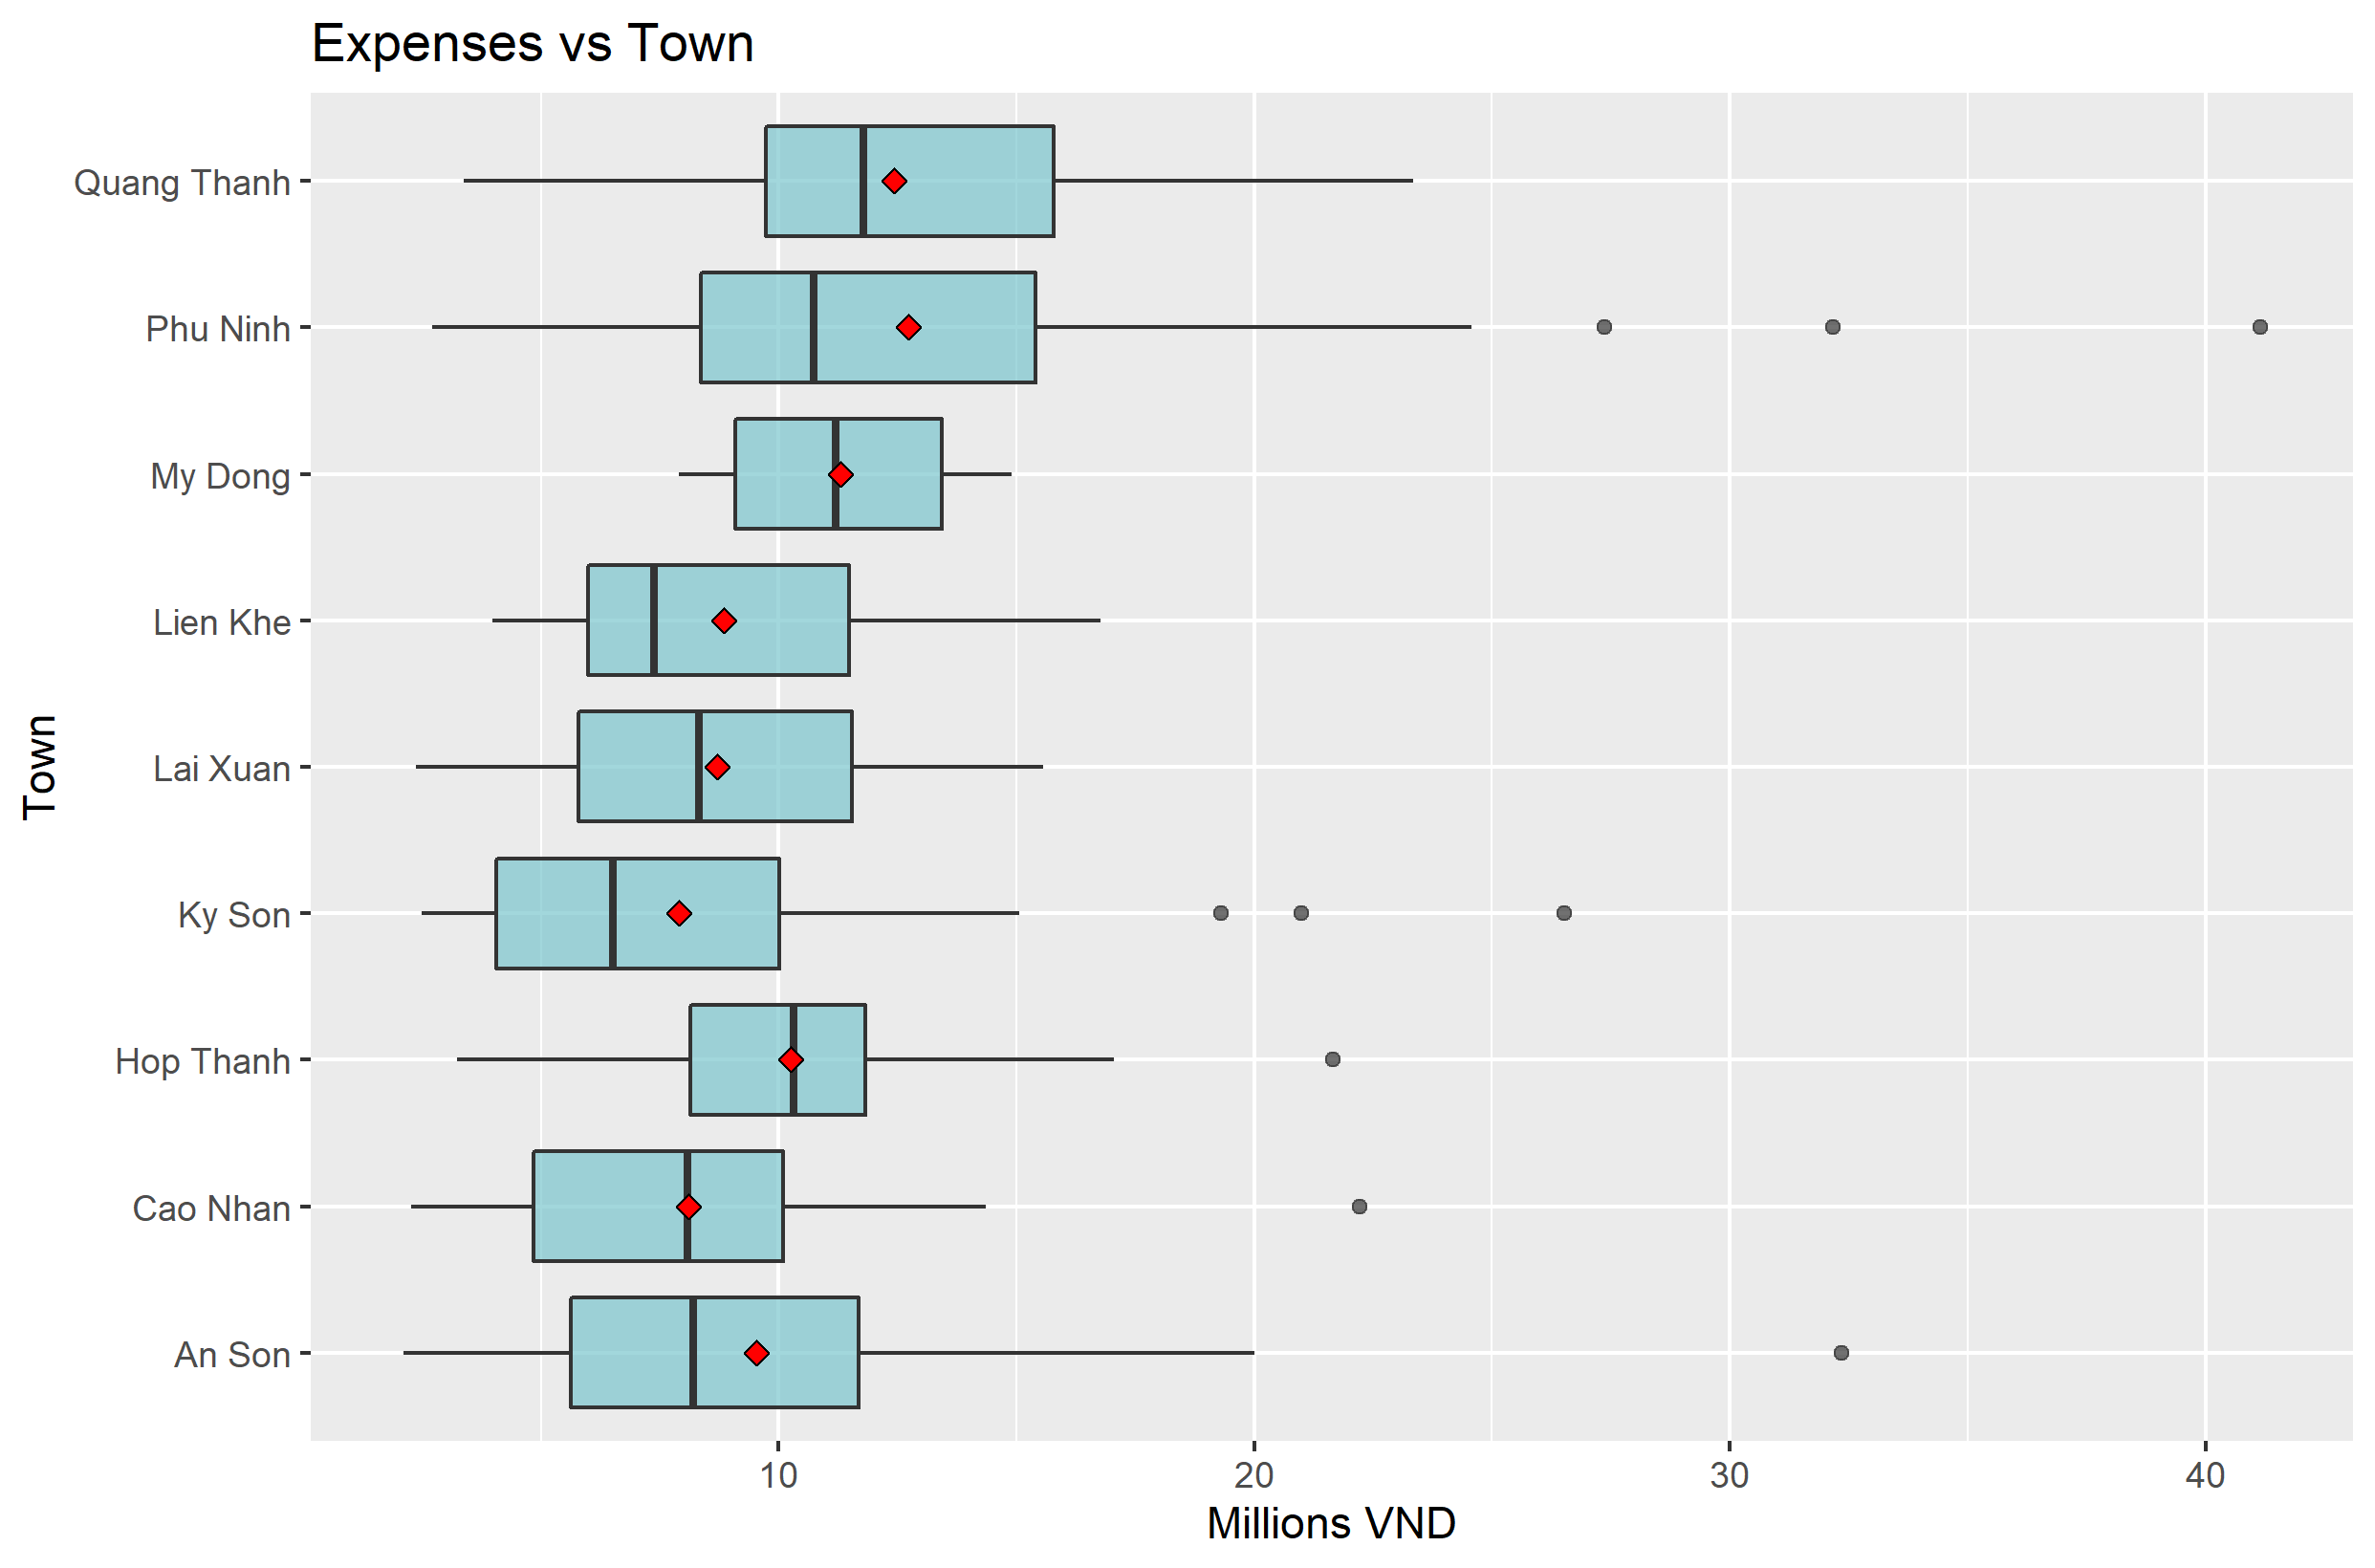 Expenses vs Town
Quang Thanh
Phu Ninh
My Dong
Lien Khe
Lai Xuan
Ky Son
Hop Thanh
Cao Nhan
An Son
Town
10 20 30 40
Millions VND